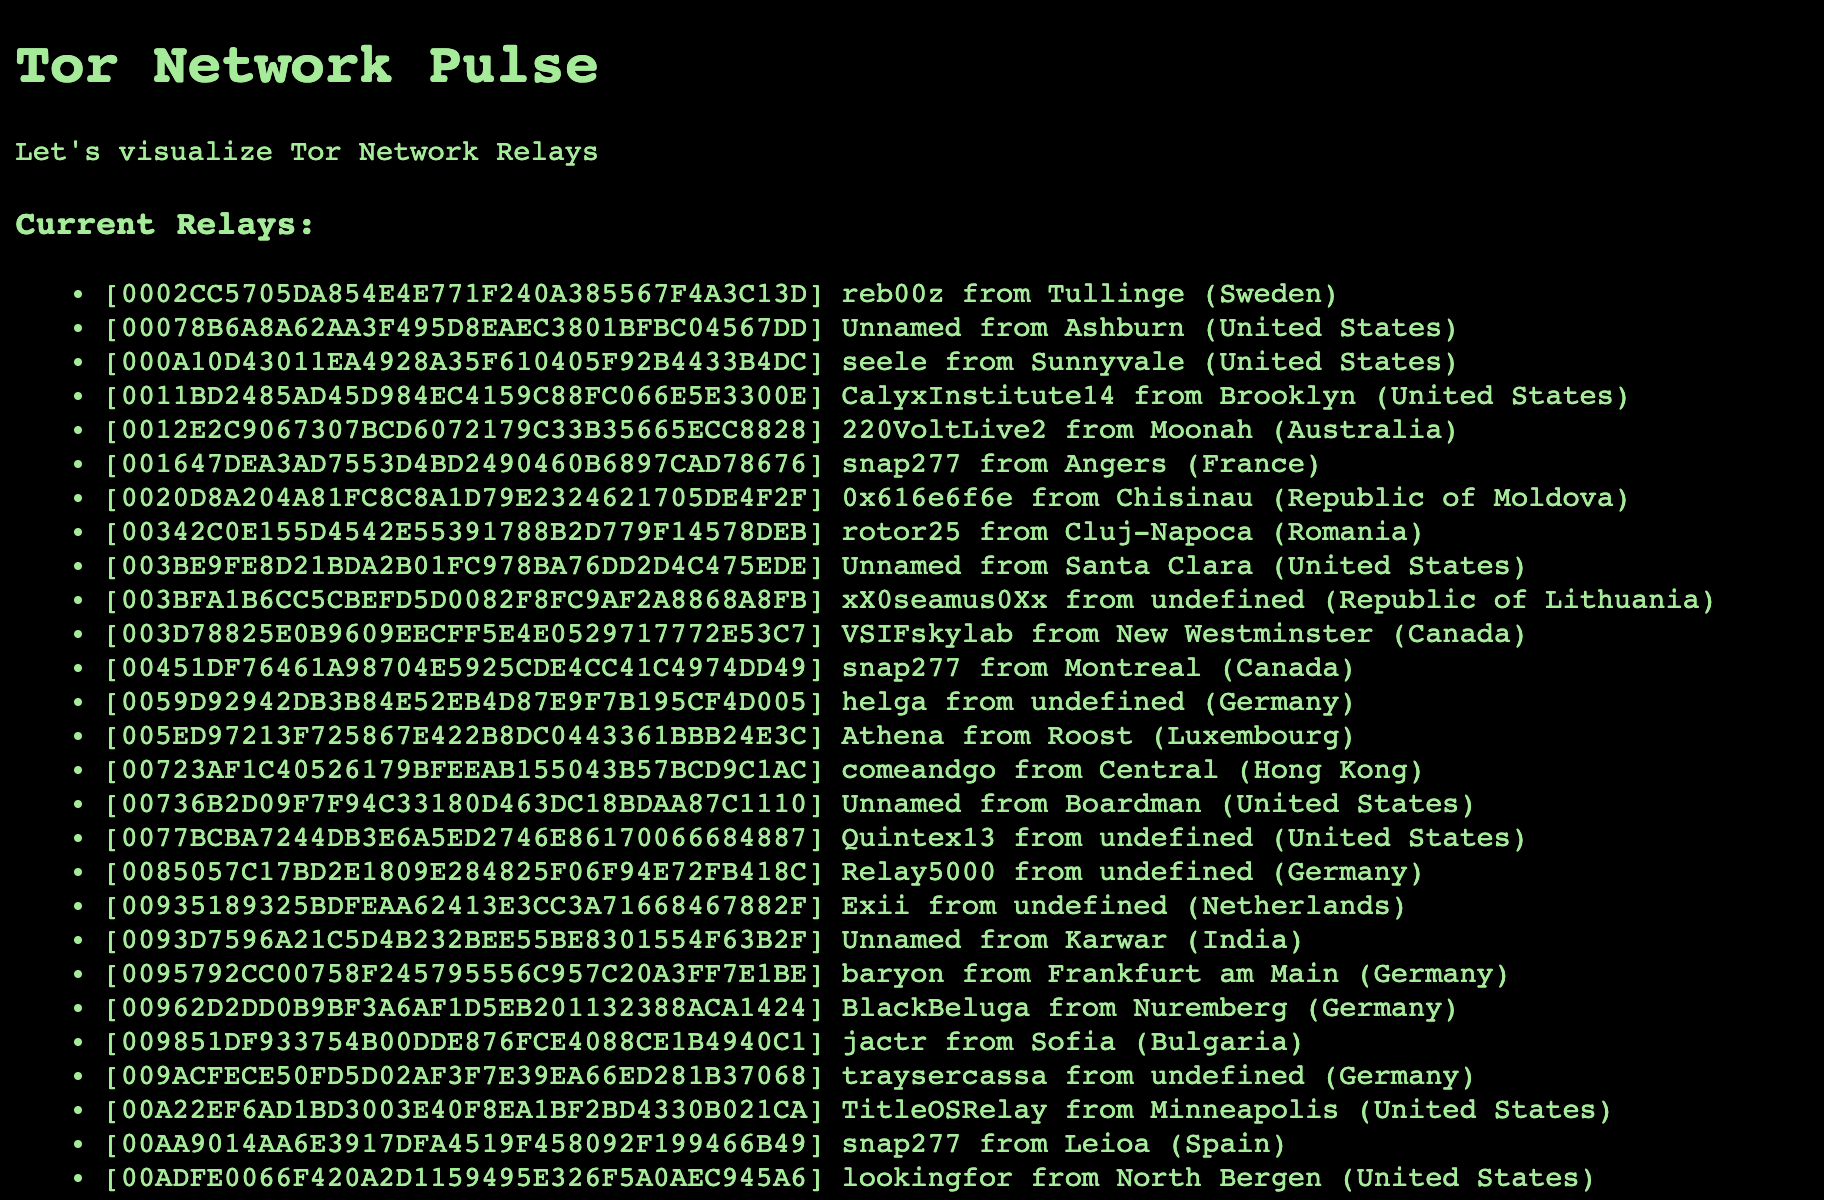 Tor Network Pulse
Let's visualize Tor Network Relays
Current Relays:
• [0002CC5705DA854E4E771F240A385567F4A3C13D] reb00z from Tullinge (Sweden)
• [00078B6A8A62AA3F495D8EAEC3801BFBC04567DD] Unnamed from Ashburn (United States)
• [000A10D43011EA4928A35F610405F92B4433B4DC] seele from Sunnyvale (United States)
• [0011BD2485AD45D984EC4159C88FC066E5E3300E] CalyxInstitute14 from Brooklyn (United States)
• [0012E2C9067307BCD6072179C33B35665ECC8828] 220VoltLive2 from Moonah (Australia)
• [001647DEA3AD7553D4BD2490460B6897CAD78676] snap277 from Angers (France)
• [0020D8A204A81FC8C8A1D79E2324621705DE4F2F] 0x616e6f6e from Chisinau (Republic of Moldova)
• [00342C0E155D4542E55391788B2D779F14578DEB] rotor25 from Cluj-Napoca (Romania)
• [003BE9FE8D21BDA2B01FC978BA76DD2D4C475EDE] Unnamed from Santa Clara (United States)
• [003BFA1B6CC5CBEFD5D0082F8FC9AF2A8868A8FB] xX0seamus0Xx from undefined (Republic of Lithuania)
• [003D78825E0B9609EECFF5E4E0529717772E53C7] VSIFskylab from New Westminster (Canada)
• [00451DF76461A98704E5925CDE4CC41C4974DD49] snap277 from Montreal (Canada)
• [0059D92942DB3B84E52EB4D87E9F7B195CF4D005] helga from undefined (Germany)
• [005ED97213F725867E422B8DC0443361BBB24E3C] Athena from Roost (Luxembourg)
• [00723AF1C40526179BFEEAB155043B57BCD9C1AC] comeandgo from Central (Hong Kong)
• [00736B2D09F7F94C33180D463DC18BDAA87C1110] Unnamed from Boardman (United States)
• [0077BCBA7244DB3E6A5ED2746E86170066684887] Quintex13 from undefined (United States)
• [0085057C17BD2E1809E284825F06F94E72FB418C] Relay5000 from undefined (Germany)
• [00935189325BDFEAA62413E3CC3A71668467882F] Exii from undefined (Netherlands)
• [0093D7596A21C5D4B232BEE55BE8301554F63B2F] Unnamed from Karwar (India)
• [0095792CC00758F245795556C957C20A3FF7E1BE] baryon from Frankfurt am Main (Germany)
• [00962D2DD0B9BF3A6AF1D5EB201132388ACA1424] BlackBeluga from Nuremberg (Germany)
• [009851DF933754B00DDE876FCE4088CE1B4940C1] jactr from Sofia (Bulgaria)
• [009ACFECE50FD5D02AF3F7E39EA66ED281B37068] traysercassa from undefined (Germany)
• [00A22EF6AD1BD3003E40F8EA1BF2BD4330B021CA] TitleOSRelay from Minneapolis (United States)
• [00AA9014AA6E3917DFA4519F458092F199466B49] snap277 from Leioa (Spain)
• [00ADFE0066F420A2D1159495E326F5A0AEC945A6] lookingfor from North Bergen (United States)